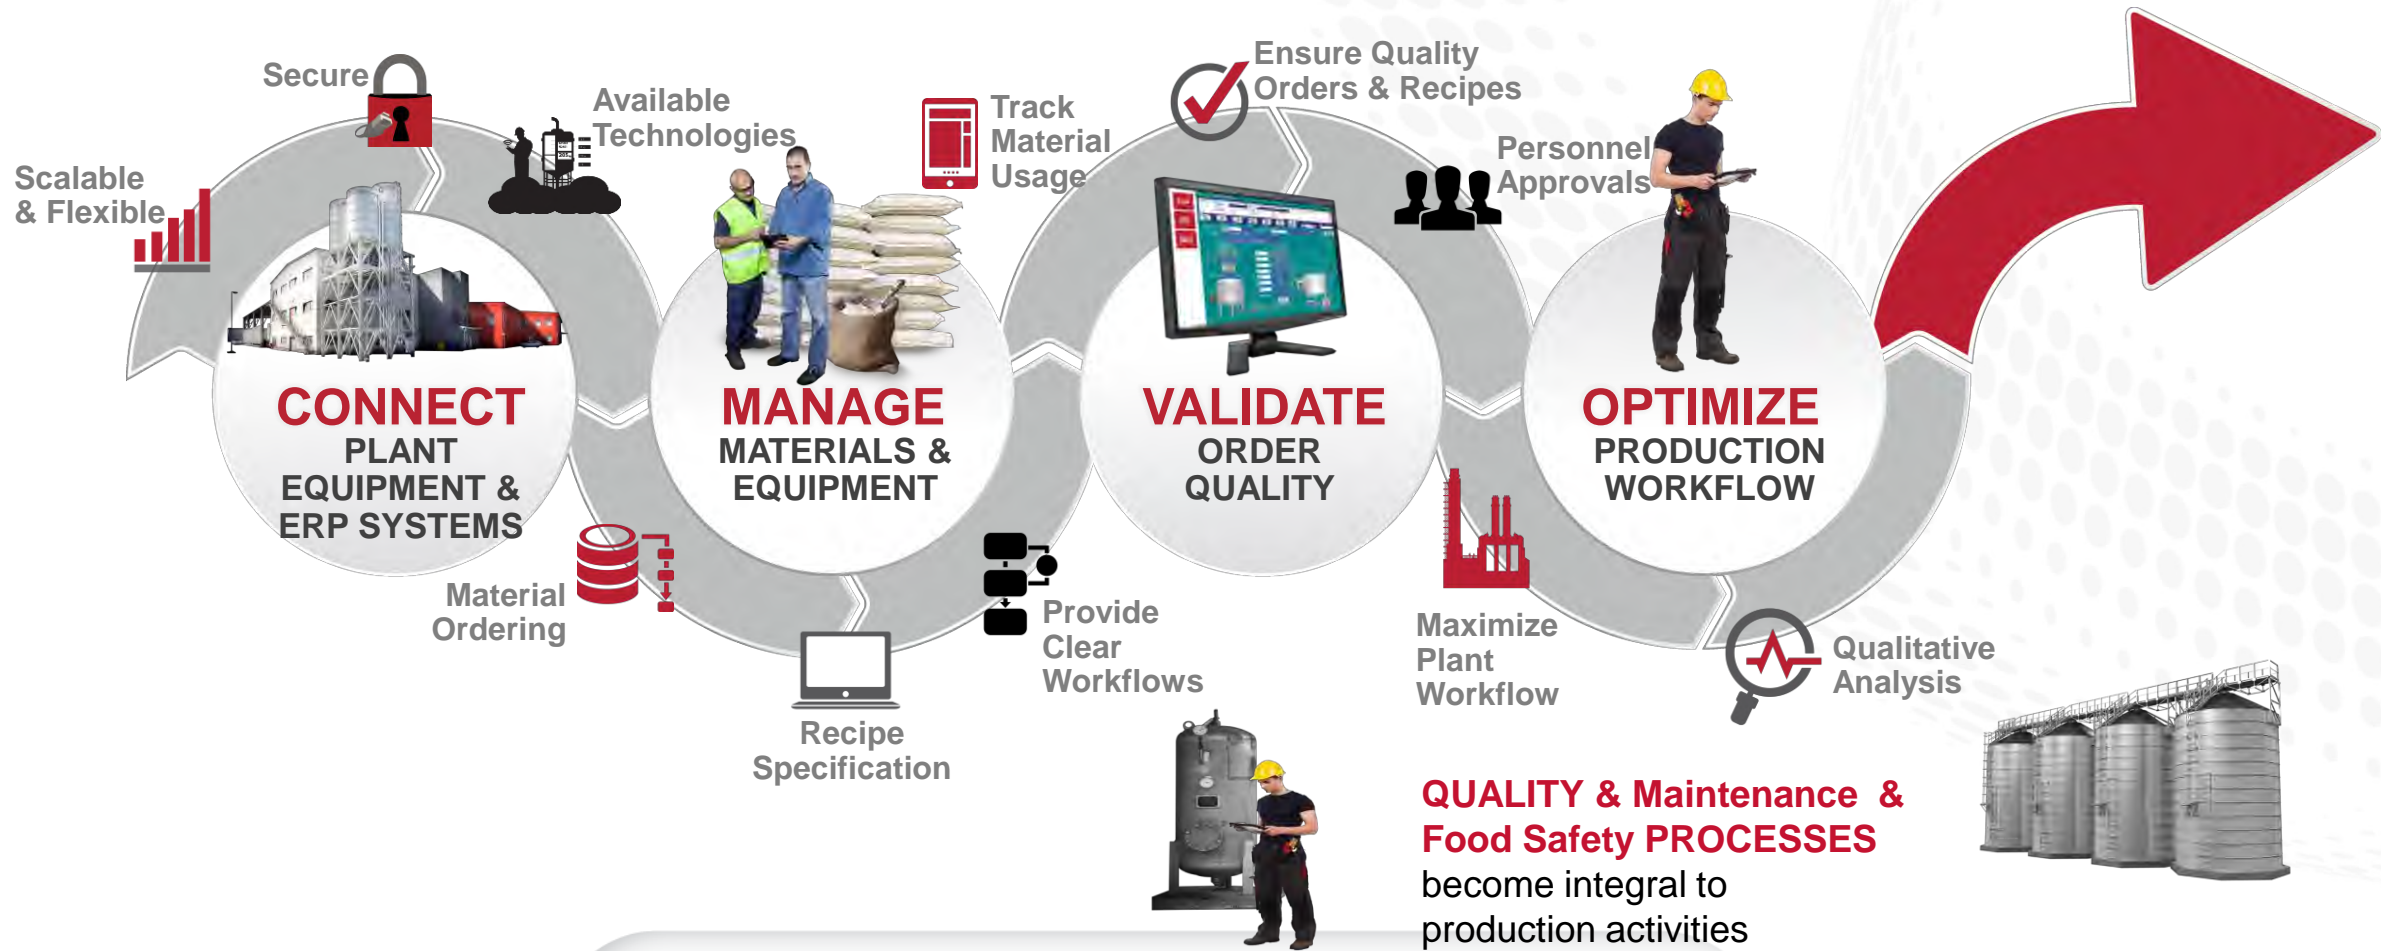 Secure
Scalable
& Flexible
Available
Technologies
CONNECT
PLANT
EQUIPMENT &
ERP SYSTEMS
Material
Ordering
MANAGE
MATERIALS &
EQUIPMENT
Recipe
Specification
Provide
Clear
Workflows
Track
Material
Usage
Ensure Quality
Orders & Recipes
Personnel
Approvals
VALIDATE
ORDER
QUALITY
Maximize
Plant
Workflow
OPTIMIZE
PRODUCTION
WORKFLOW
Qualitative
Analysis
QUALITY & Maintenance &
Food Safety PROCESSES
become integral to
production activities